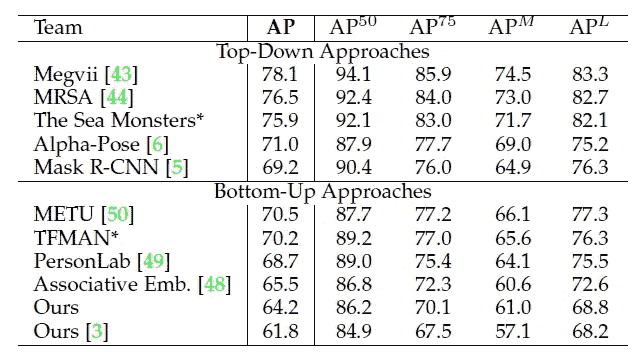 Team AP AP50 AP75 APM APL
Top-Down Approaches
Megvii [43] 78.1 94.1 85.9 74.5 83.3
MRSA [44] 76.5 92.4 84.0 73.0 82.7
The Sea Monsters* 75.9 92.1 83.0 71.7 82.1
Alpha-Pose [6] 71.0 87.9 77.7 69.0 75.2
Mask R-CNN [5] 69.2 90.4 76.0 64.9 76.3
Bottom-Up Approaches
METU [50] 70.5 87.7 77.2 66.1 77.3
TFMAN* 70.2 89.2 77.0 65.6 76.3
PersonLab [49] 68.7 89.0 75.4 64.1 75.5
Associative Emb. [48] 65.5 86.8 72.3 60.6 72.6
Ours 64.2 86.2 70.1 61.0 68.8
Ours [3] 61.8 84.9 67.5 57.1 68.2